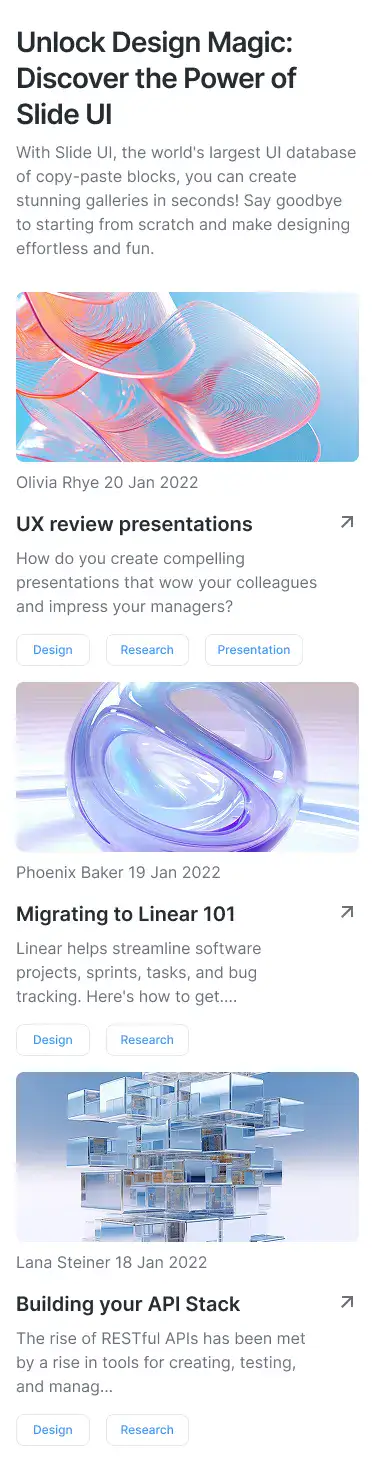 Unlock Design Magic:
Discover the Power of
Slide UI
With Slide UI, the world's largest UI database
of copy-paste blocks, you can create
stunning galleries in seconds! Say goodbye
to starting from scratch and make designing
effortless and fun.
Olivia Rhye 20 Jan 2022
UX review presentations
How do you create compelling
presentations that wow your colleagues
and impress your managers?
Design Research Presentation
Phoenix Baker 19 Jan 2022
Migrating to Linear 101
Linear helps streamline software
projects, sprints, tasks, and bug
tracking. Here's how to get....
Design Research
Lana Steiner 18 Jan 2022
Building your API Stack
The rise of RESTful APIs has been met
by a rise in tools for creating, testing,
and manag...
Design Research